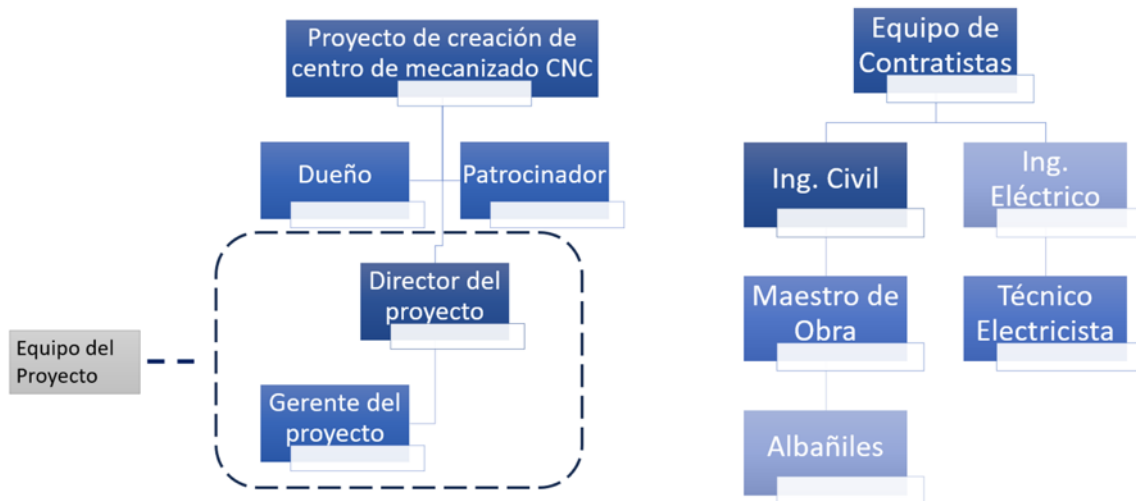 Proyecto de creación de
centro de mecanizado CNC
Dueño
Patrocinador
Director del
proyecto
Gerente del
proyecto
Equipo del
Proyecto
Equipo de
Contratistas
Ing. Civil
Ing.
Eléctrico
Maestro de
Obra
Técnico
Electricista
Albañiles